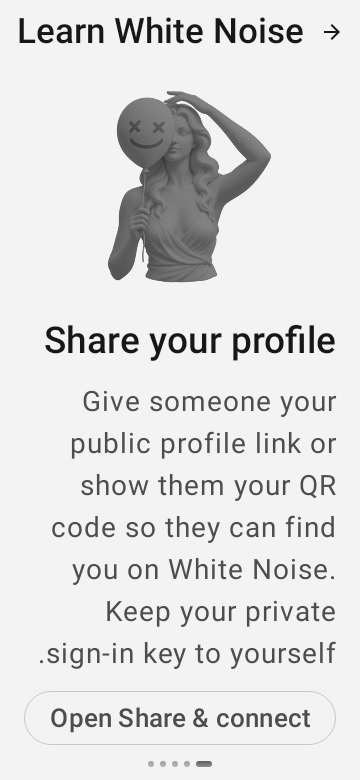 Learn White Noise →
Share your profile
Give someone your
public profile link or
show them your QR
code so they can find
you on White Noise.
Keep your private
.sign-in key to yourself
Open Share & connect